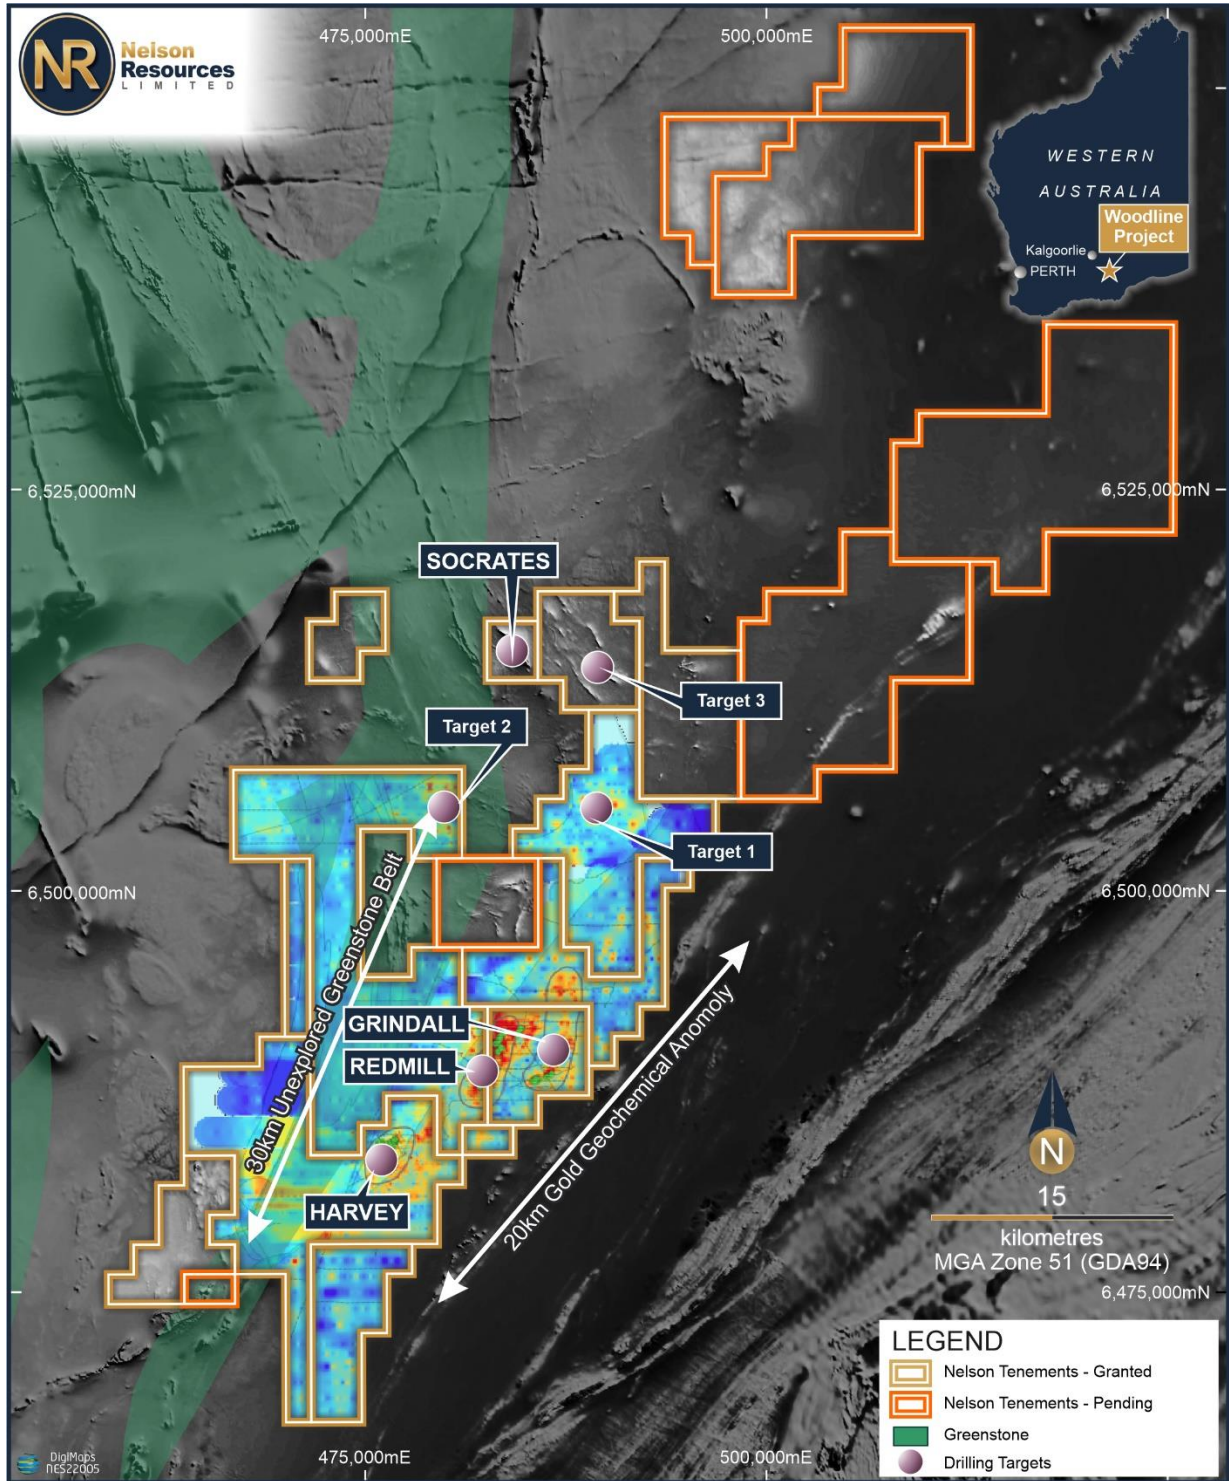 475,000mE
500,000mE
NR
Nelson
Resources
LIMITED
WESTERN
AUSTRALIA
Woodline
Project
Kalgoorlie
PERTH
6,525,000mN
6,525,000mN
SOCRATES
Target 3
Target 2
Target 1
6,500,000mN
6,500,000mN
30km Unexplored Greenstone Belt
GRINDALL
REDMILL
20km Gold Geochemical Anomoly
HARVEY
N
15
kilometres
MGA Zone 51 (GDA94)
6,475,000mN
LEGEND
Nelson Tenements - Granted
Nelson Tenements - Pending
Greenstone
Drilling Targets
475,000mE
500,000mE
DigiMaps
NES22005